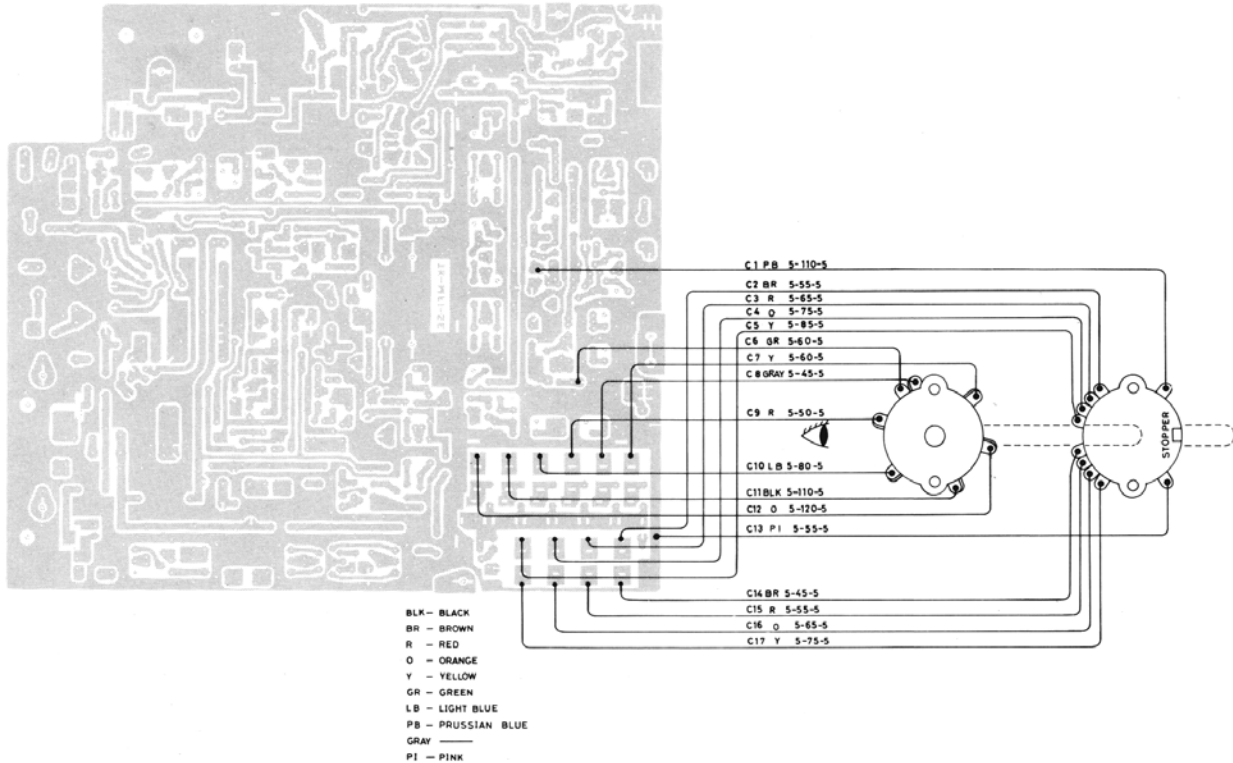 C1 PB 5-110-5
C2 BR 5-55-5
C3 R 5-65-5
C4 O 5-75-5
C5 Y 5-85-5
C6 GR 5-60-5
C7 Y 5-60-5
C8 GRAY 5-45-5
C9 R 5-50-5
C10 LB 5-80-5
C11 BLK 5-110-5
C12 O 5-120-5
C13 PI 5-55-5
C14 BR 5-45-5
C15 R 5-55-5
C16 O 5-65-5
C17 Y 5-75-5
STOPPER
BLK – BLACK
BR – BROWN
R – RED
O – ORANGE
Y – YELLOW
GR – GREEN
LB – LIGHT BLUE
PB – PRUSSIAN BLUE
GRAY ——
PI – PINK